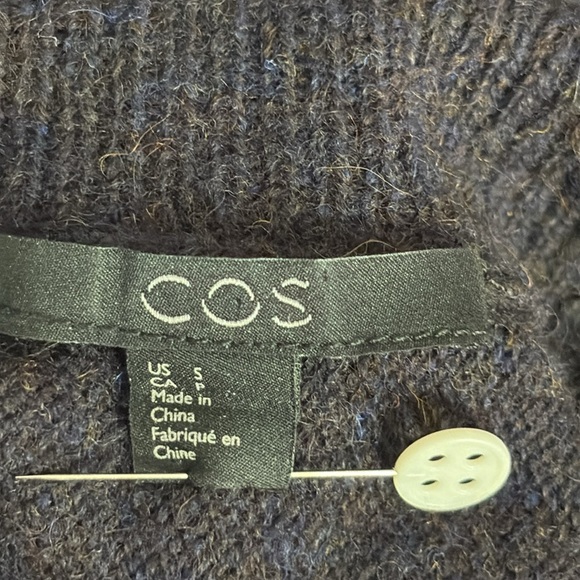 COS
US S
CA P
Made in
China
Fabriqué en
Chine